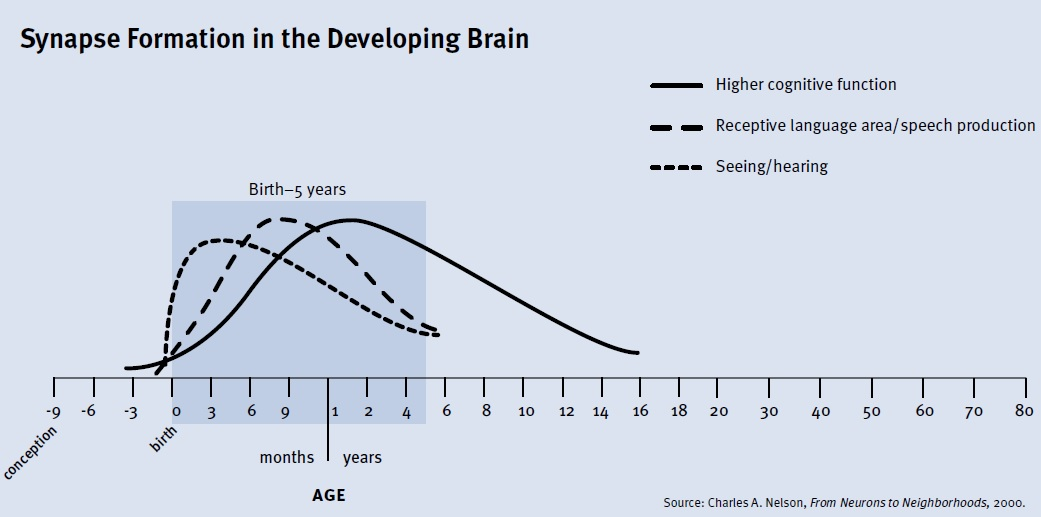 Synapse Formation in the Developing Brain
Higher cognitive function
Receptive language area/speech production
Seeing/hearing
Birth–5 years
-9 -6 -3 0 3 6 9 1 2 4 6 8 10 12 14 16 18 20 30 40 50 60 70 80
conception
birth
months years
AGE
Source: Charles A. Nelson, From Neurons to Neighborhoods, 2000.